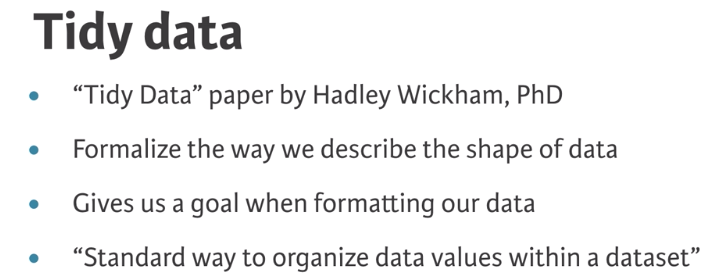 Tidy data
• “Tidy Data” paper by Hadley Wickham, PhD
• Formalize the way we describe the shape of data
• Gives us a goal when formatting our data
• “Standard way to organize data values within a dataset”